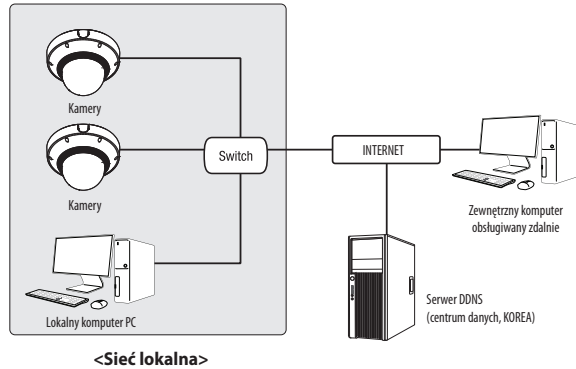 Kamery
Kamery
Switch
Lokalny komputer PC
<Sieć lokalna>
INTERNET
Zewnętrzny komputer
obsługiwany zdalnie
Serwer DDNS
(centrum danych, KOREA)